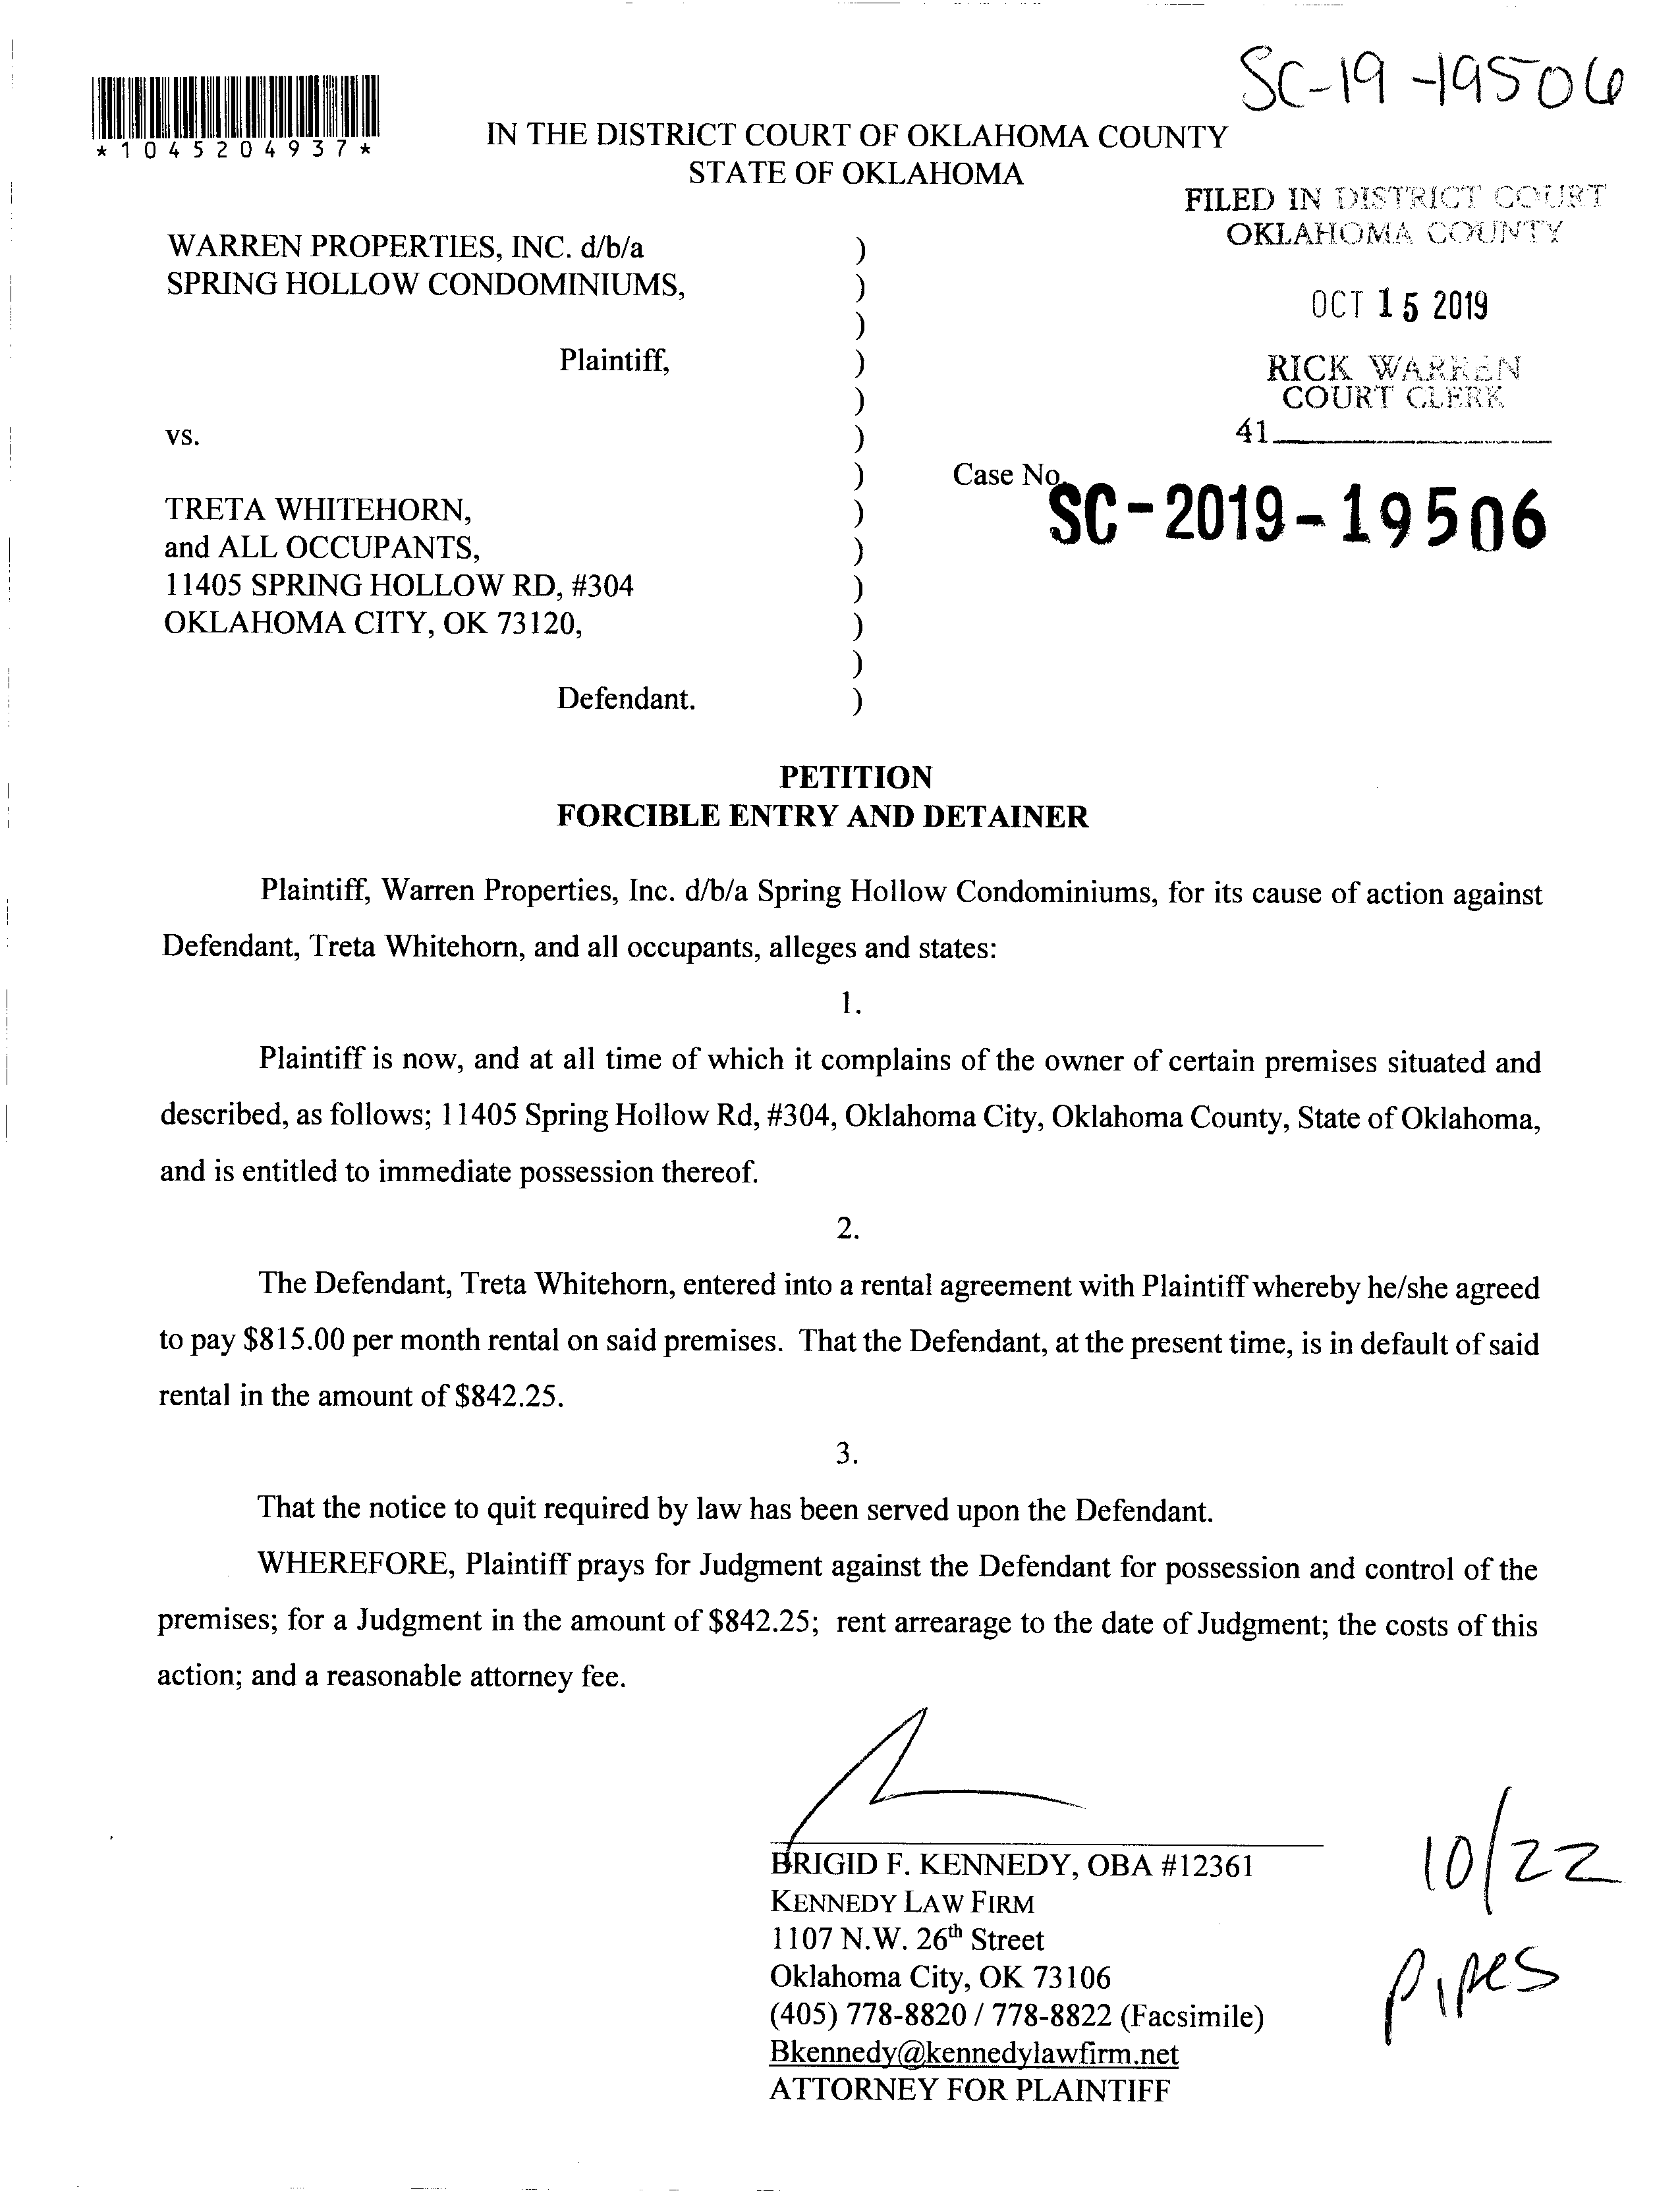 SC-19-19506
*1045204937*
IN THE DISTRICT COURT OF OKLAHOMA COUNTY
STATE OF OKLAHOMA
FILED IN DISTRICT COURT
OKLAHOMA COUNTY
OCT 15 2019
RICK WARREN
COURT CLERK
41
WARREN PROPERTIES, INC. d/b/a )
SPRING HOLLOW CONDOMINIUMS, )
)
Plaintiff, )
)
vs. )
) Case No.
SC-2019-19506
TRETA WHITEHORN, )
and ALL OCCUPANTS, )
11405 SPRING HOLLOW RD, #304 )
OKLAHOMA CITY, OK 73120, )
)
Defendant. )
PETITION
FORCIBLE ENTRY AND DETAINER
Plaintiff, Warren Properties, Inc. d/b/a Spring Hollow Condominiums, for its cause of action against
Defendant, Treta Whitehorn, and all occupants, alleges and states:
1.
Plaintiff is now, and at all time of which it complains of the owner of certain premises situated and
described, as follows; 11405 Spring Hollow Rd, #304, Oklahoma City, Oklahoma County, State of Oklahoma,
and is entitled to immediate possession thereof.
2.
The Defendant, Treta Whitehorn, entered into a rental agreement with Plaintiff whereby he/she agreed
to pay $815.00 per month rental on said premises. That the Defendant, at the present time, is in default of said
rental in the amount of $842.25.
3.
That the notice to quit required by law has been served upon the Defendant.
WHEREFORE, Plaintiff prays for Judgment against the Defendant for possession and control of the
premises; for a Judgment in the amount of $842.25; rent arrearage to the date of Judgment; the costs of this
action; and a reasonable attorney fee.
BRIGID F. KENNEDY, OBA #12361
KENNEDY LAW FIRM
1107 N.W. 26th Street
Oklahoma City, OK 73106
(405) 778-8820 / 778-8822 (Facsimile)
Bkennedy@kennedylawfirm.net
ATTORNEY FOR PLAINTIFF
10/22
Pipes